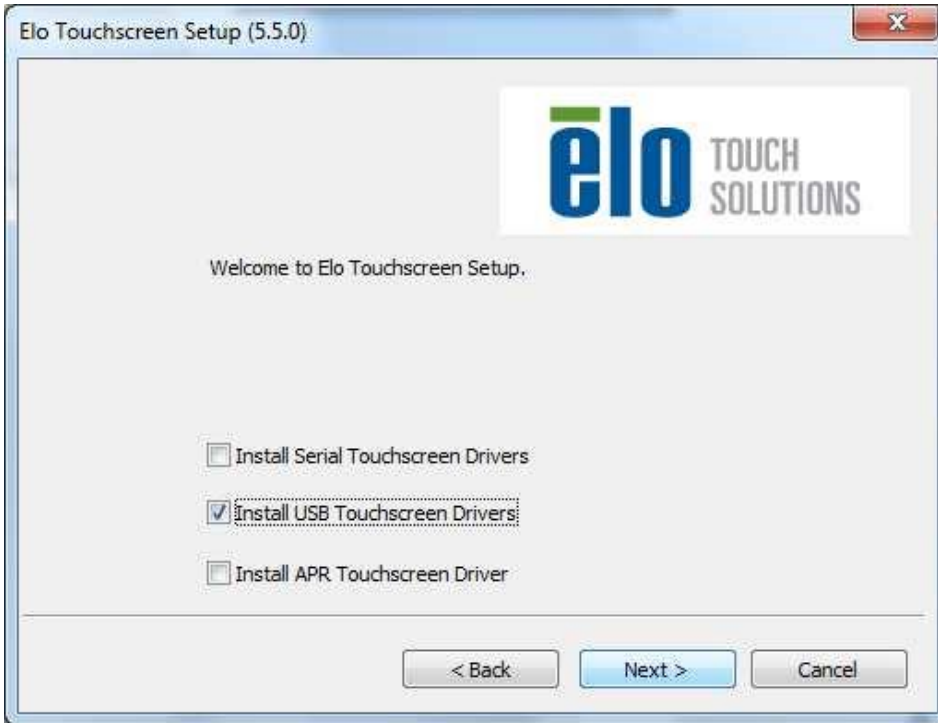 Elo Touchscreen Setup (5.5.0)
ēlo TOUCH
SOLUTIONS
Welcome to Elo Touchscreen Setup.
Install Serial Touchscreen Drivers
Install USB Touchscreen Drivers
Install APR Touchscreen Driver
< Back Next > Cancel